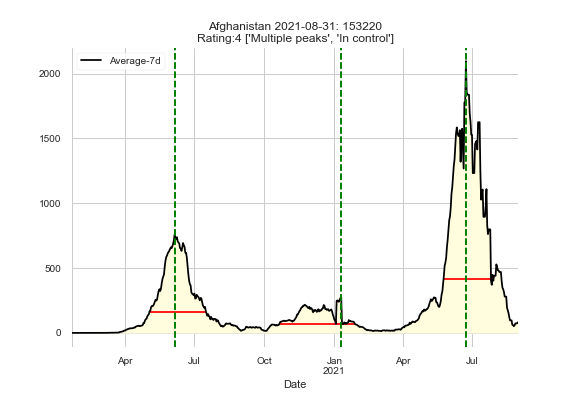 Afghanistan 2021-08-31: 153220
Rating:4 ['Multiple peaks', 'In control']
Average-7d
2000
1500
1000
500
0
Apr Jul Oct Jan Apr Jul
2021
Date